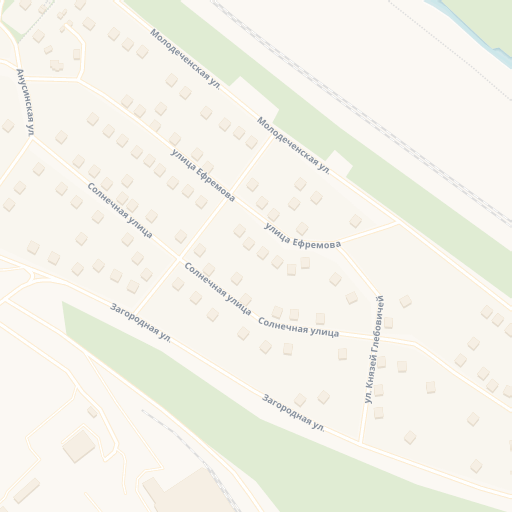 Молодеченская ул.
Анусинская ул.
Молодеченская ул.
улица Ефремова
Солнечная улица
улица Ефремова
Солнечная улица
Загородная ул.
Солнечная улица
ул. Князей Глебовичей
Загородная ул.